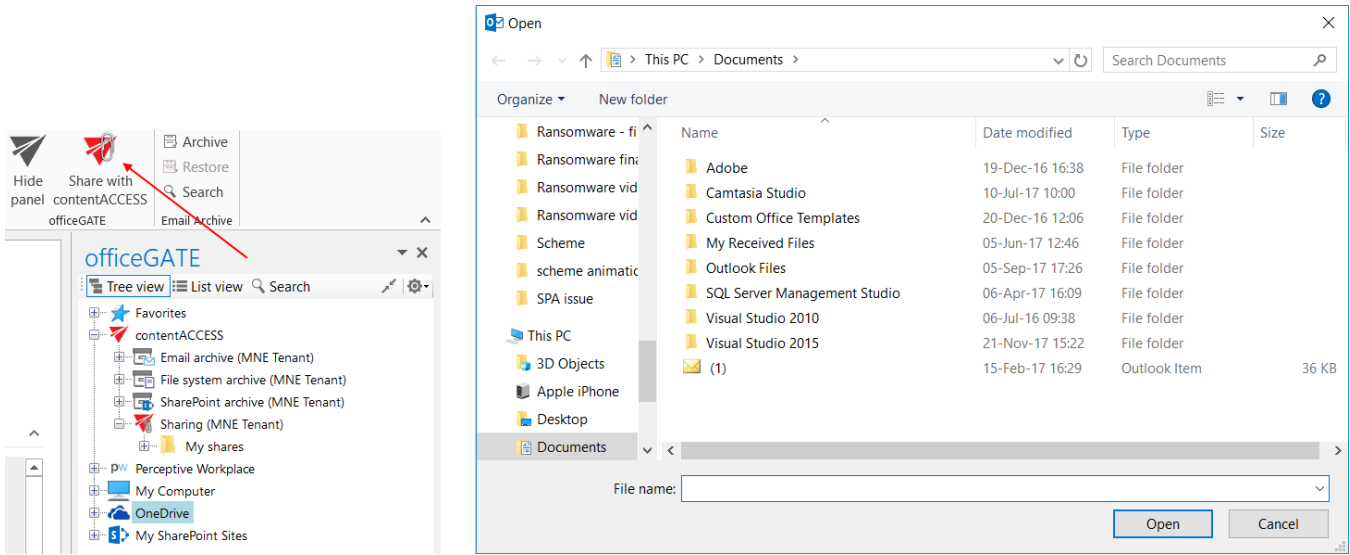 Hide
panel
Share with
contentACCESS
officeGATE
Archive
Restore
Search
Email Archive
officeGATE
Tree view List view Search
Favorites
contentACCESS
Email archive (MNE Tenant)
File system archive (MNE Tenant)
SharePoint archive (MNE Tenant)
Sharing (MNE Tenant)
My shares
pw Perceptive Workplace
My Computer
OneDrive
S My SharePoint Sites
Open
This PC > Documents >
Search Documents
Organize New folder
?
Ransomware - fi
Ransomware fina
Ransomware vid
Ransomware vid
Scheme
scheme animatic
SPA issue
This PC
3D Objects
Apple iPhone
Desktop
Documents
Name Date modified Type Size
Adobe 19-Dec-16 16:38 File folder
Camtasia Studio 10-Jul-17 10:00 File folder
Custom Office Templates 20-Dec-16 12:06 File folder
My Received Files 05-Jun-17 12:46 File folder
Outlook Files 05-Sep-17 17:26 File folder
SQL Server Management Studio 06-Apr-17 16:09 File folder
Visual Studio 2010 06-Jul-16 09:38 File folder
Visual Studio 2015 21-Nov-17 15:22 File folder
(1) 15-Feb-17 16:29 Outlook Item 36 KB
File name:
Open Cancel